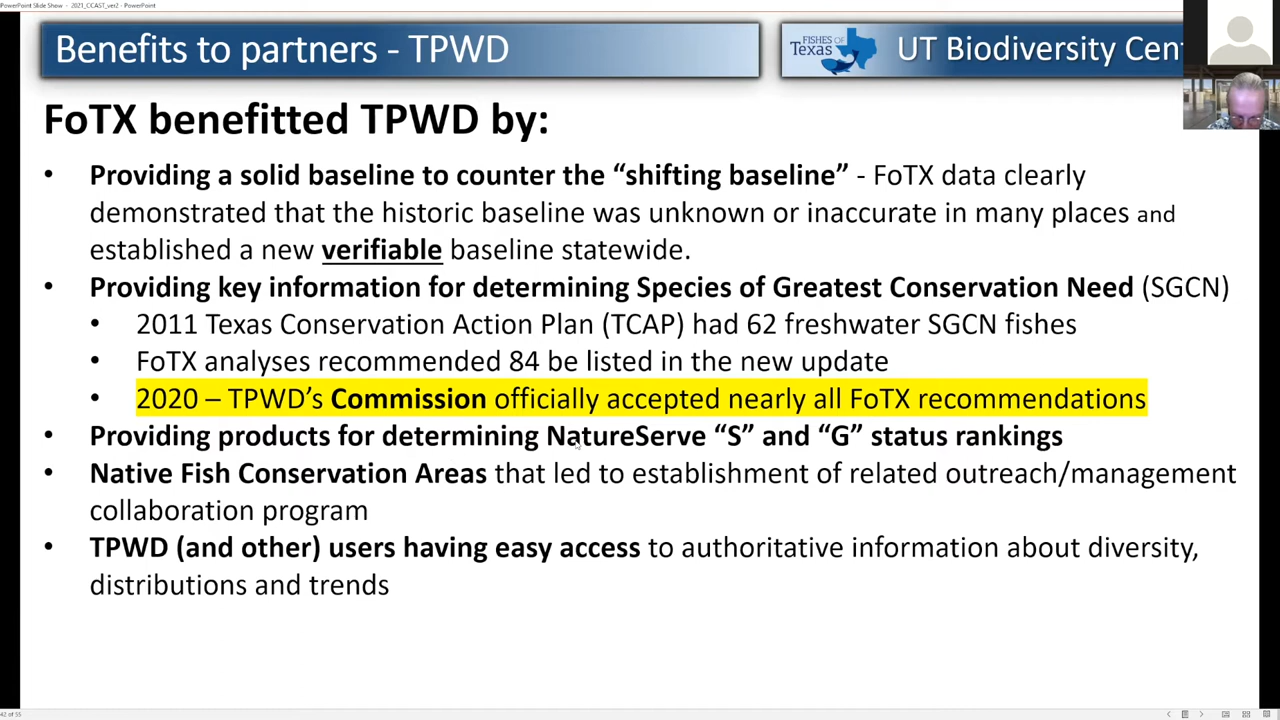 PowerPoint Slide Show - 2021_CCAST_ver2 - PowerPoint
Benefits to partners - TPWD
FISHES OF
Texas
UT Biodiversity Cent
FoTX benefitted TPWD by:
• Providing a solid baseline to counter the “shifting baseline” - FoTX data clearly
demonstrated that the historic baseline was unknown or inaccurate in many places and
established a new verifiable baseline statewide.
• Providing key information for determining Species of Greatest Conservation Need (SGCN)
• 2011 Texas Conservation Action Plan (TCAP) had 62 freshwater SGCN fishes
• FoTX analyses recommended 84 be listed in the new update
• 2020 – TPWD’s Commission officially accepted nearly all FoTX recommendations
• Providing products for determining NatureServe “S” and “G” status rankings
• Native Fish Conservation Areas that led to establishment of related outreach/management
collaboration program
• TPWD (and other) users having easy access to authoritative information about diversity,
distributions and trends
42 of 55